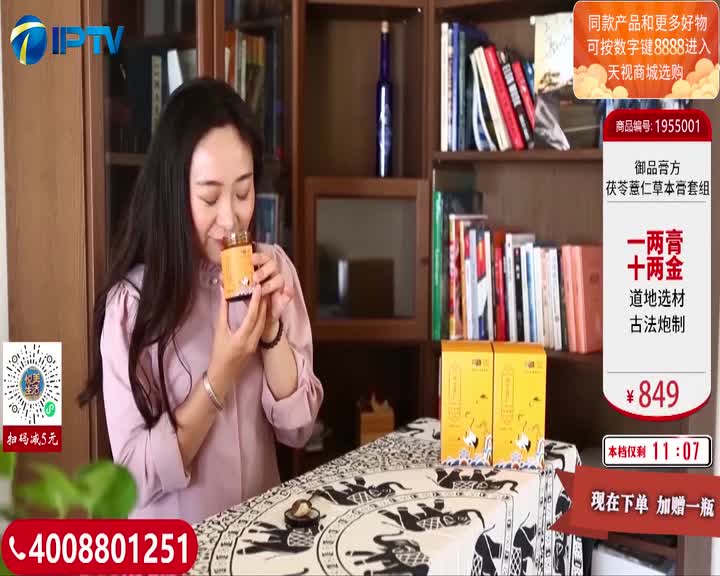 IPTV
同款产品和更多好物
可按数字键8888进入
天视商城选购
商品编号: 1955001
御品膏方
茯苓薏仁草本膏套组
一两膏
十两金
道地选材
古法炮制
¥849
本档仅剩 11:07
现在下单 加赠一瓶
扫码减5元
4008801251